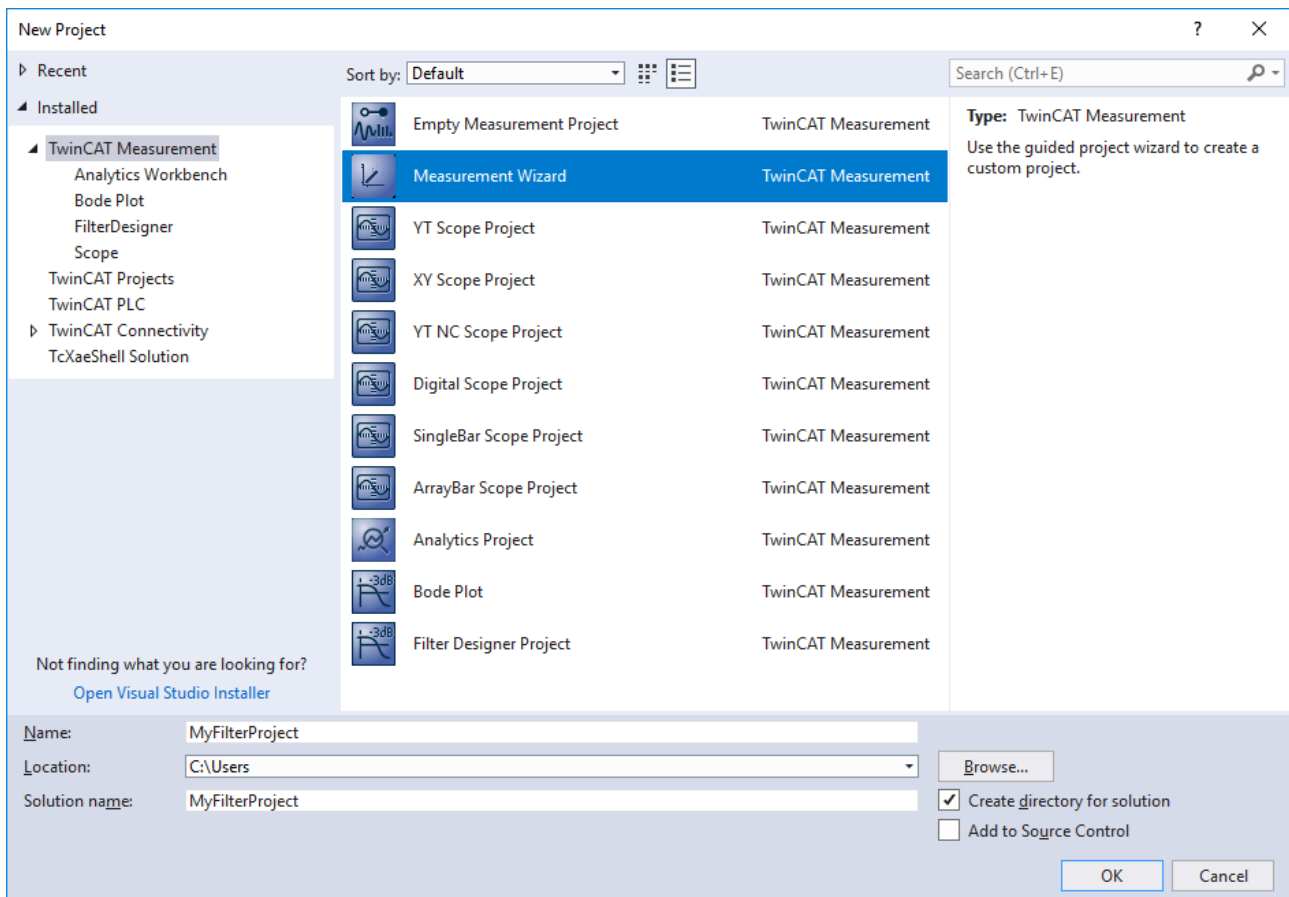 New Project
?
Recent
Installed
TwinCAT Measurement
Analytics Workbench
Bode Plot
FilterDesigner
Scope
TwinCAT Projects
TwinCAT PLC
TwinCAT Connectivity
TcXaeShell Solution
Not finding what you are looking for?
Open Visual Studio Installer
Sort by: Default
Empty Measurement Project TwinCAT Measurement
Measurement Wizard TwinCAT Measurement
YT Scope Project TwinCAT Measurement
XY Scope Project TwinCAT Measurement
YT NC Scope Project TwinCAT Measurement
Digital Scope Project TwinCAT Measurement
SingleBar Scope Project TwinCAT Measurement
ArrayBar Scope Project TwinCAT Measurement
Analytics Project TwinCAT Measurement
-3dB
Bode Plot TwinCAT Measurement
-3dB
Filter Designer Project TwinCAT Measurement
Search (Ctrl+E)
Type: TwinCAT Measurement
Use the guided project wizard to create a
custom project.
Name: MyFilterProject
Location: C:\Users
Browse...
Solution name: MyFilterProject
Create directory for solution
Add to Source Control
OK Cancel